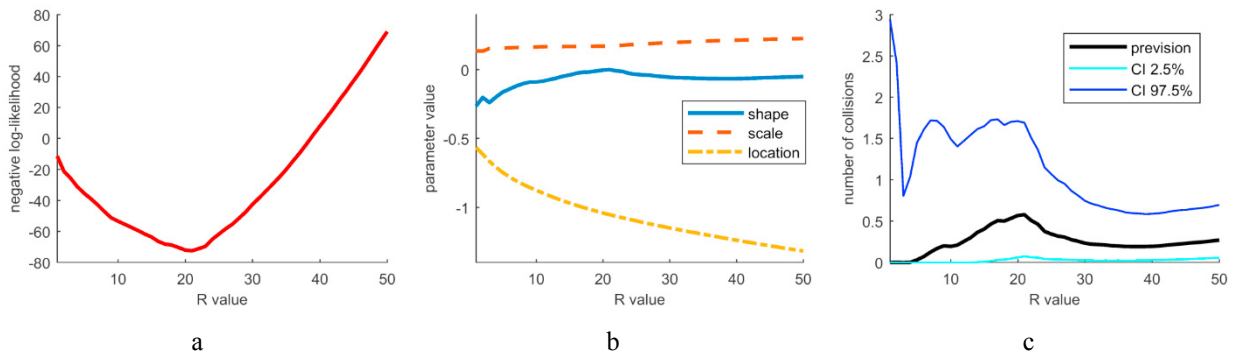 80
60
40
20
0
-20
-40
-60
-80
10 20 30 40 50
R value
negative log-likelihood
a
0
-0.5
-1
10 20 30 40 50
R value
parameter value
shape
scale
location
b
3
2.5
2
1.5
1
0.5
0
10 20 30 40 50
R value
number of collisions
prevision
CI 2.5%
CI 97.5%
c